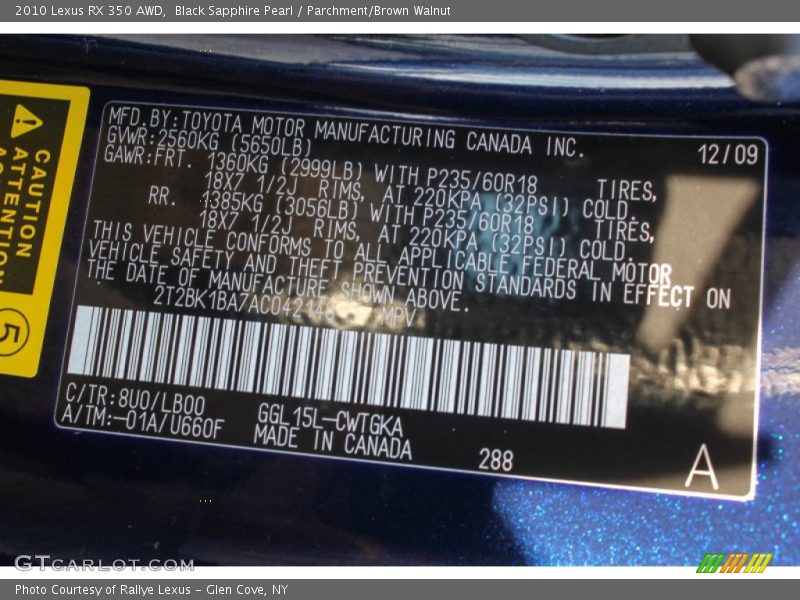 2010 Lexus RX 350 AWD, Black Sapphire Pearl / Parchment/Brown Walnut
CAUTION
ATTENTION
5
MFD. BY: TOYOTA MOTOR MANUFACTURING CANADA INC.
12/09
GVWR: 2560KG (5650LB)
GAWR: FRT. 1360KG (2999LB) WITH P235/60R18 TIRES,
18X7 1/2J RIMS, AT 220KPA (32PSI) COLD.
RR. 1385KG (3056LB) WITH P235/60R18 TIRES,
18X7 1/2J RIMS, AT 220KPA (32PSI) COLD.
THIS VEHICLE CONFORMS TO ALL APPLICABLE FEDERAL MOTOR
VEHICLE SAFETY AND THEFT PREVENTION STANDARDS IN EFFECT ON
THE DATE OF MANUFACTURE SHOWN ABOVE.
2T2BK1BA7AC042146 MPV
C/TR: 8U0/LB00
A/TM:-01A/U660F
GGL15L-CWTGKA
MADE IN CANADA
288
A
GTCARLOT.COM
Photo Courtesy of Rallye Lexus - Glen Cove, NY